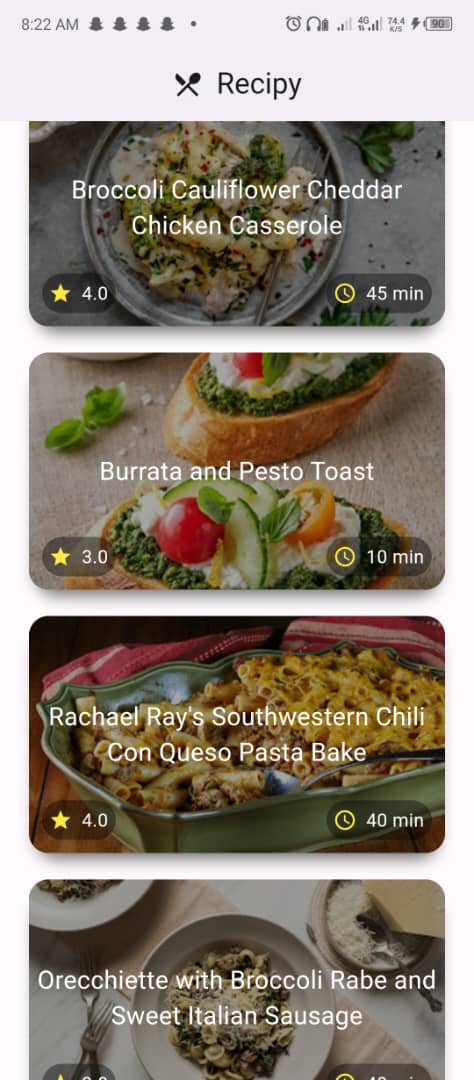 8:22 AM
4G
74.4
K/S
90
Recipy
Broccoli Cauliflower Cheddar
Chicken Casserole
4.0
45 min
Burrata and Pesto Toast
3.0
10 min
Rachael Ray's Southwestern Chili
Con Queso Pasta Bake
4.0
40 min
Orecchiette with Broccoli Rabe and
Sweet Italian Sausage